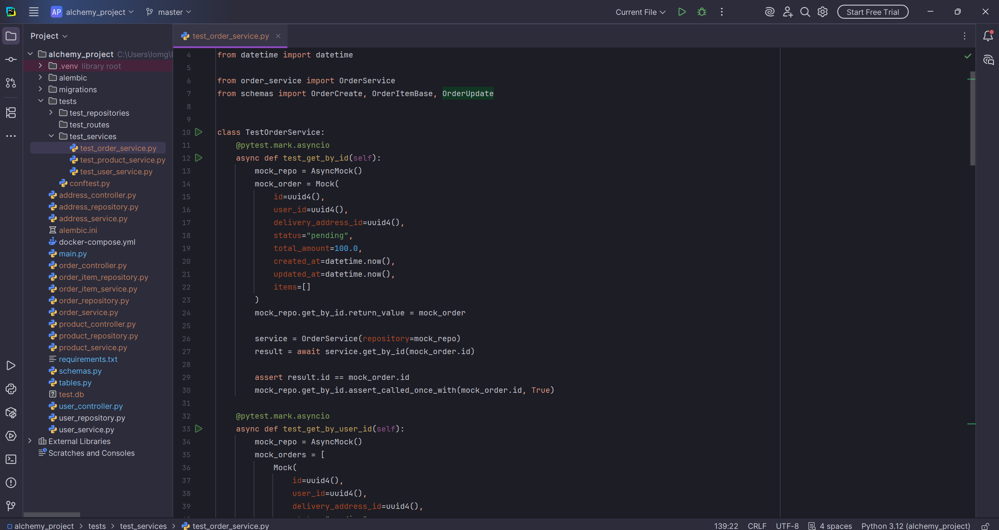 PC
AP alchemy_project
master
Current File
Start Free Trial
Project
alchemy_project C:\Users\Iomg\
.venv library root
alembic
migrations
tests
test_repositories
test_routes
test_services
test_order_service.py
test_product_service.py
test_user_service.py
conftest.py
address_controller.py
address_repository.py
address_service.py
alembic.ini
docker-compose.yml
main.py
order_controller.py
order_item_repository.py
order_item_service.py
order_repository.py
order_service.py
product_controller.py
product_repository.py
product_service.py
requirements.txt
schemas.py
tables.py
test.db
user_controller.py
user_repository.py
user_service.py
External Libraries
Scratches and Consoles
test_order_service.py
4 from datetime import datetime
5
6 from order_service import OrderService
7 from schemas import OrderCreate, OrderItemBase, OrderUpdate
8
9
10 class TestOrderService:
11 @pytest.mark.asyncio
12 async def test_get_by_id(self):
13 mock_repo = AsyncMock()
14 mock_order = Mock(
15 id=uuid4(),
16 user_id=uuid4(),
17 delivery_address_id=uuid4(),
18 status="pending",
19 total_amount=100.0,
20 created_at=datetime.now(),
21 updated_at=datetime.now(),
22 items=[]
23 )
24 mock_repo.get_by_id.return_value = mock_order
25
26 service = OrderService(repository=mock_repo)
27 result = await service.get_by_id(mock_order.id)
28
29 assert result.id == mock_order.id
30 mock_repo.get_by_id.assert_called_once_with(mock_order.id, True)
31
32 @pytest.mark.asyncio
33 async def test_get_by_user_id(self):
34 mock_repo = AsyncMock()
35 mock_orders = [
36 Mock(
37 id=uuid4(),
38 user_id=uuid4(),
39 delivery_address_id=uuid4(),
alchemy_project > tests > test_services > test_order_service.py
139:22 CRLF UTF-8 4 spaces Python 3.12 (alchemy_project)